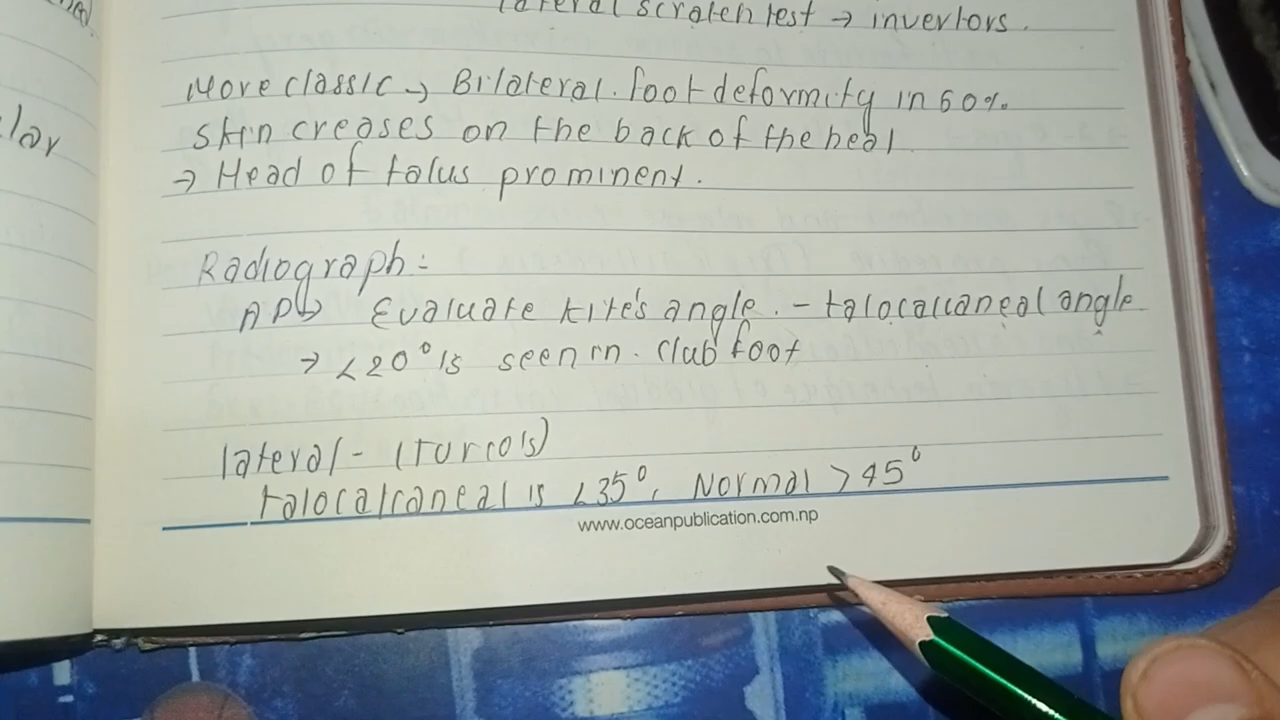 lateral scratch test → invertors.
More classic → Bilateral. foot deformity in 60%
skin creases on the back of the heal
→ Head of talus prominent.
Radiograph:
AP↳ Evaluate kite's angle. - talocalcaneal angle
→ <20° is seen in. club foot
lateral - (Turco's)
talocalcaneal is <35°, Normal >45°
www.oceanpublication.com.np